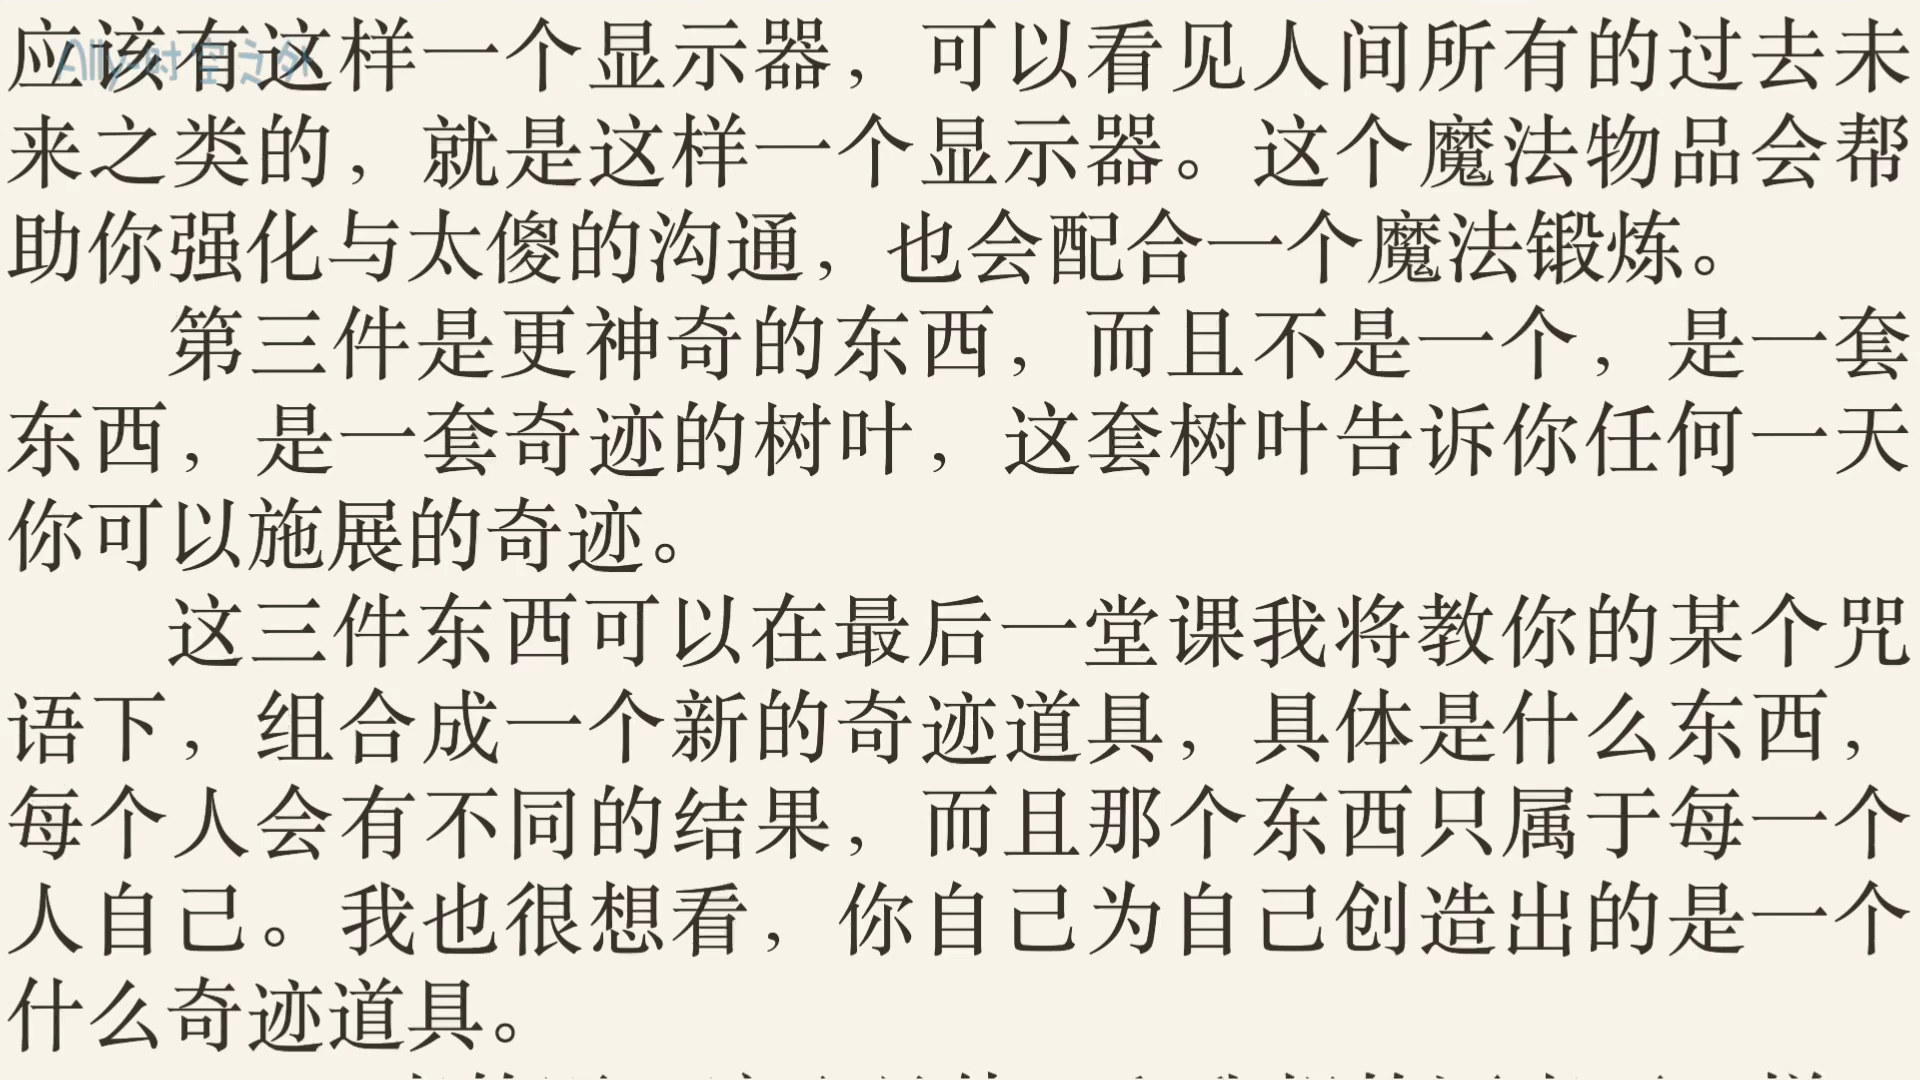 应该有这样一个显示器，可以看见人间所有的过去未
来之类的，就是这样一个显示器。这个魔法物品会帮
助你强化与太傻的沟通，也会配合一个魔法锻炼。
第三件是更神奇的东西，而且不是一个，是一套
东西，是一套奇迹的树叶，这套树叶告诉你任何一天
你可以施展的奇迹。
这三件东西可以在最后一堂课我将教你的某个咒
语下，组合成一个新的奇迹道具，具体是什么东西，
每个人会有不同的结果，而且那个东西只属于每一个
人自己。我也很想看，你自己为自己创造出的是一个
什么奇迹道具。
Ally-时空之外